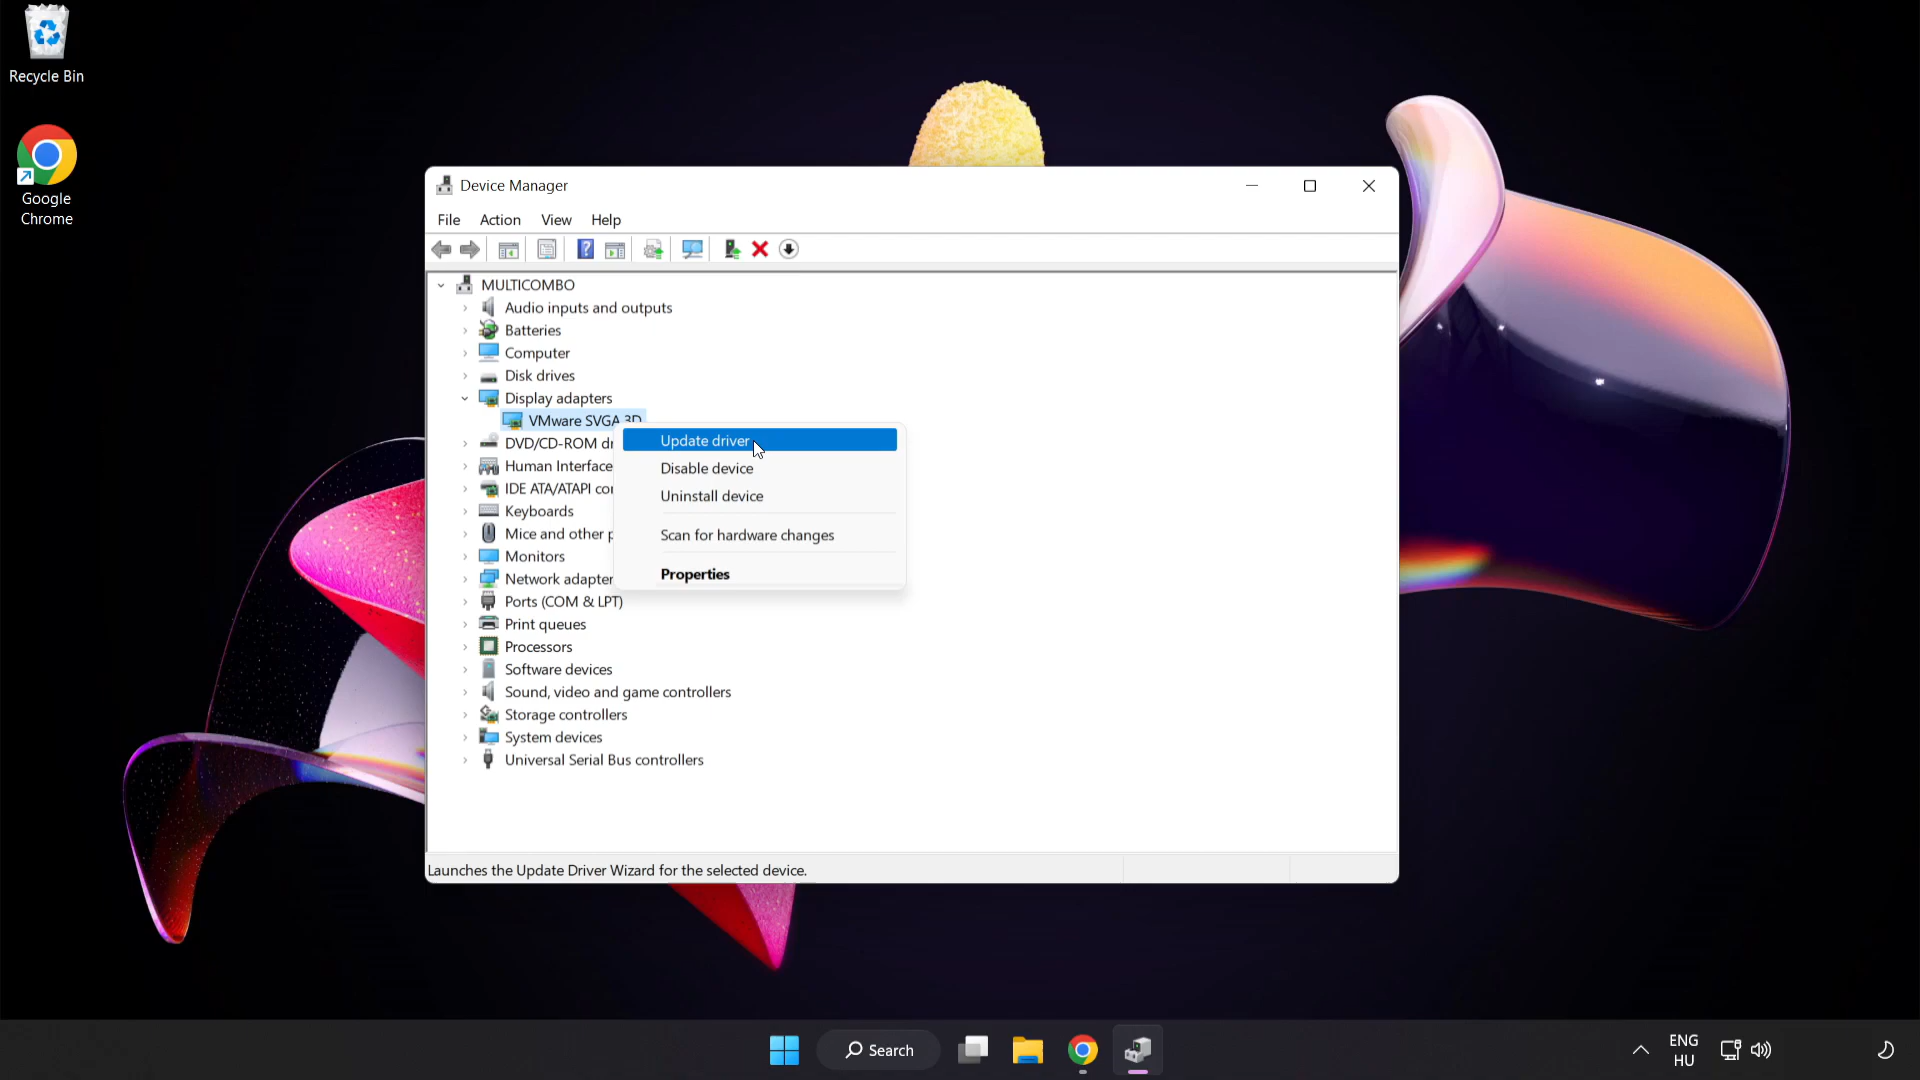 Recycle Bin
Google
Chrome
Device Manager
File Action View Help
MULTICOMBO
Audio inputs and outputs
Batteries
Computer
Disk drives
Display adapters
VMware SVGA 3D
DVD/CD-ROM
Human Interface
IDE ATA/ATAPI
Keyboards
Mice and other
Monitors
Network
Ports (COM & LPT)
Print queues
Processors
Software devices
Sound, video and game controllers
Storage controllers
System devices
Universal Serial Bus controllers
Update driver
Disable device
Uninstall device
Scan for hardware changes
Properties
Launches the Update Driver Wizard for the selected device.
Search
ENG
HU